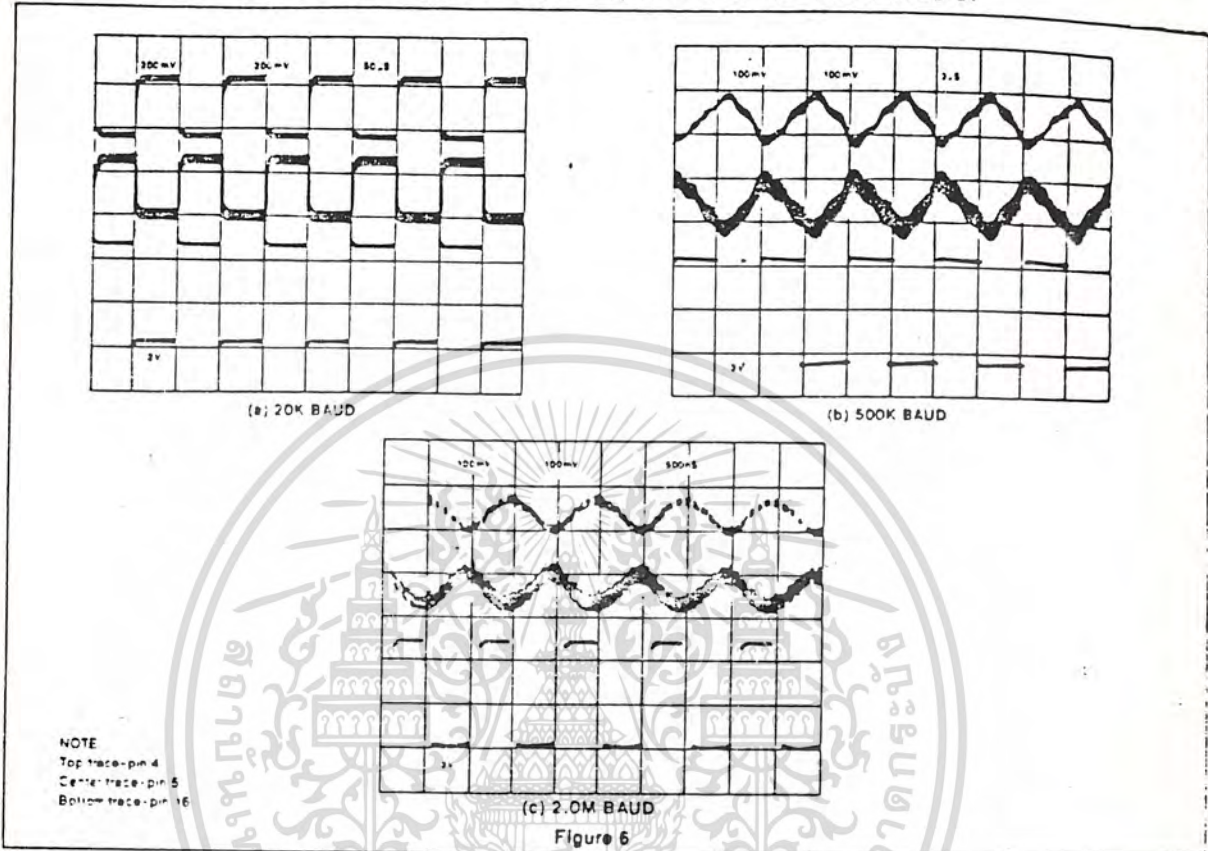 200mV 50µS
2V
(a) 20K BAUD
100mV 100mV
2V
(b) 500K BAUD
100mV 100mV 500nS
2V
(c) 2.0M BAUD
NOTE
Top trace-pin 4
Center trace-pin 5
Bottom trace-pin 16
Figure 6